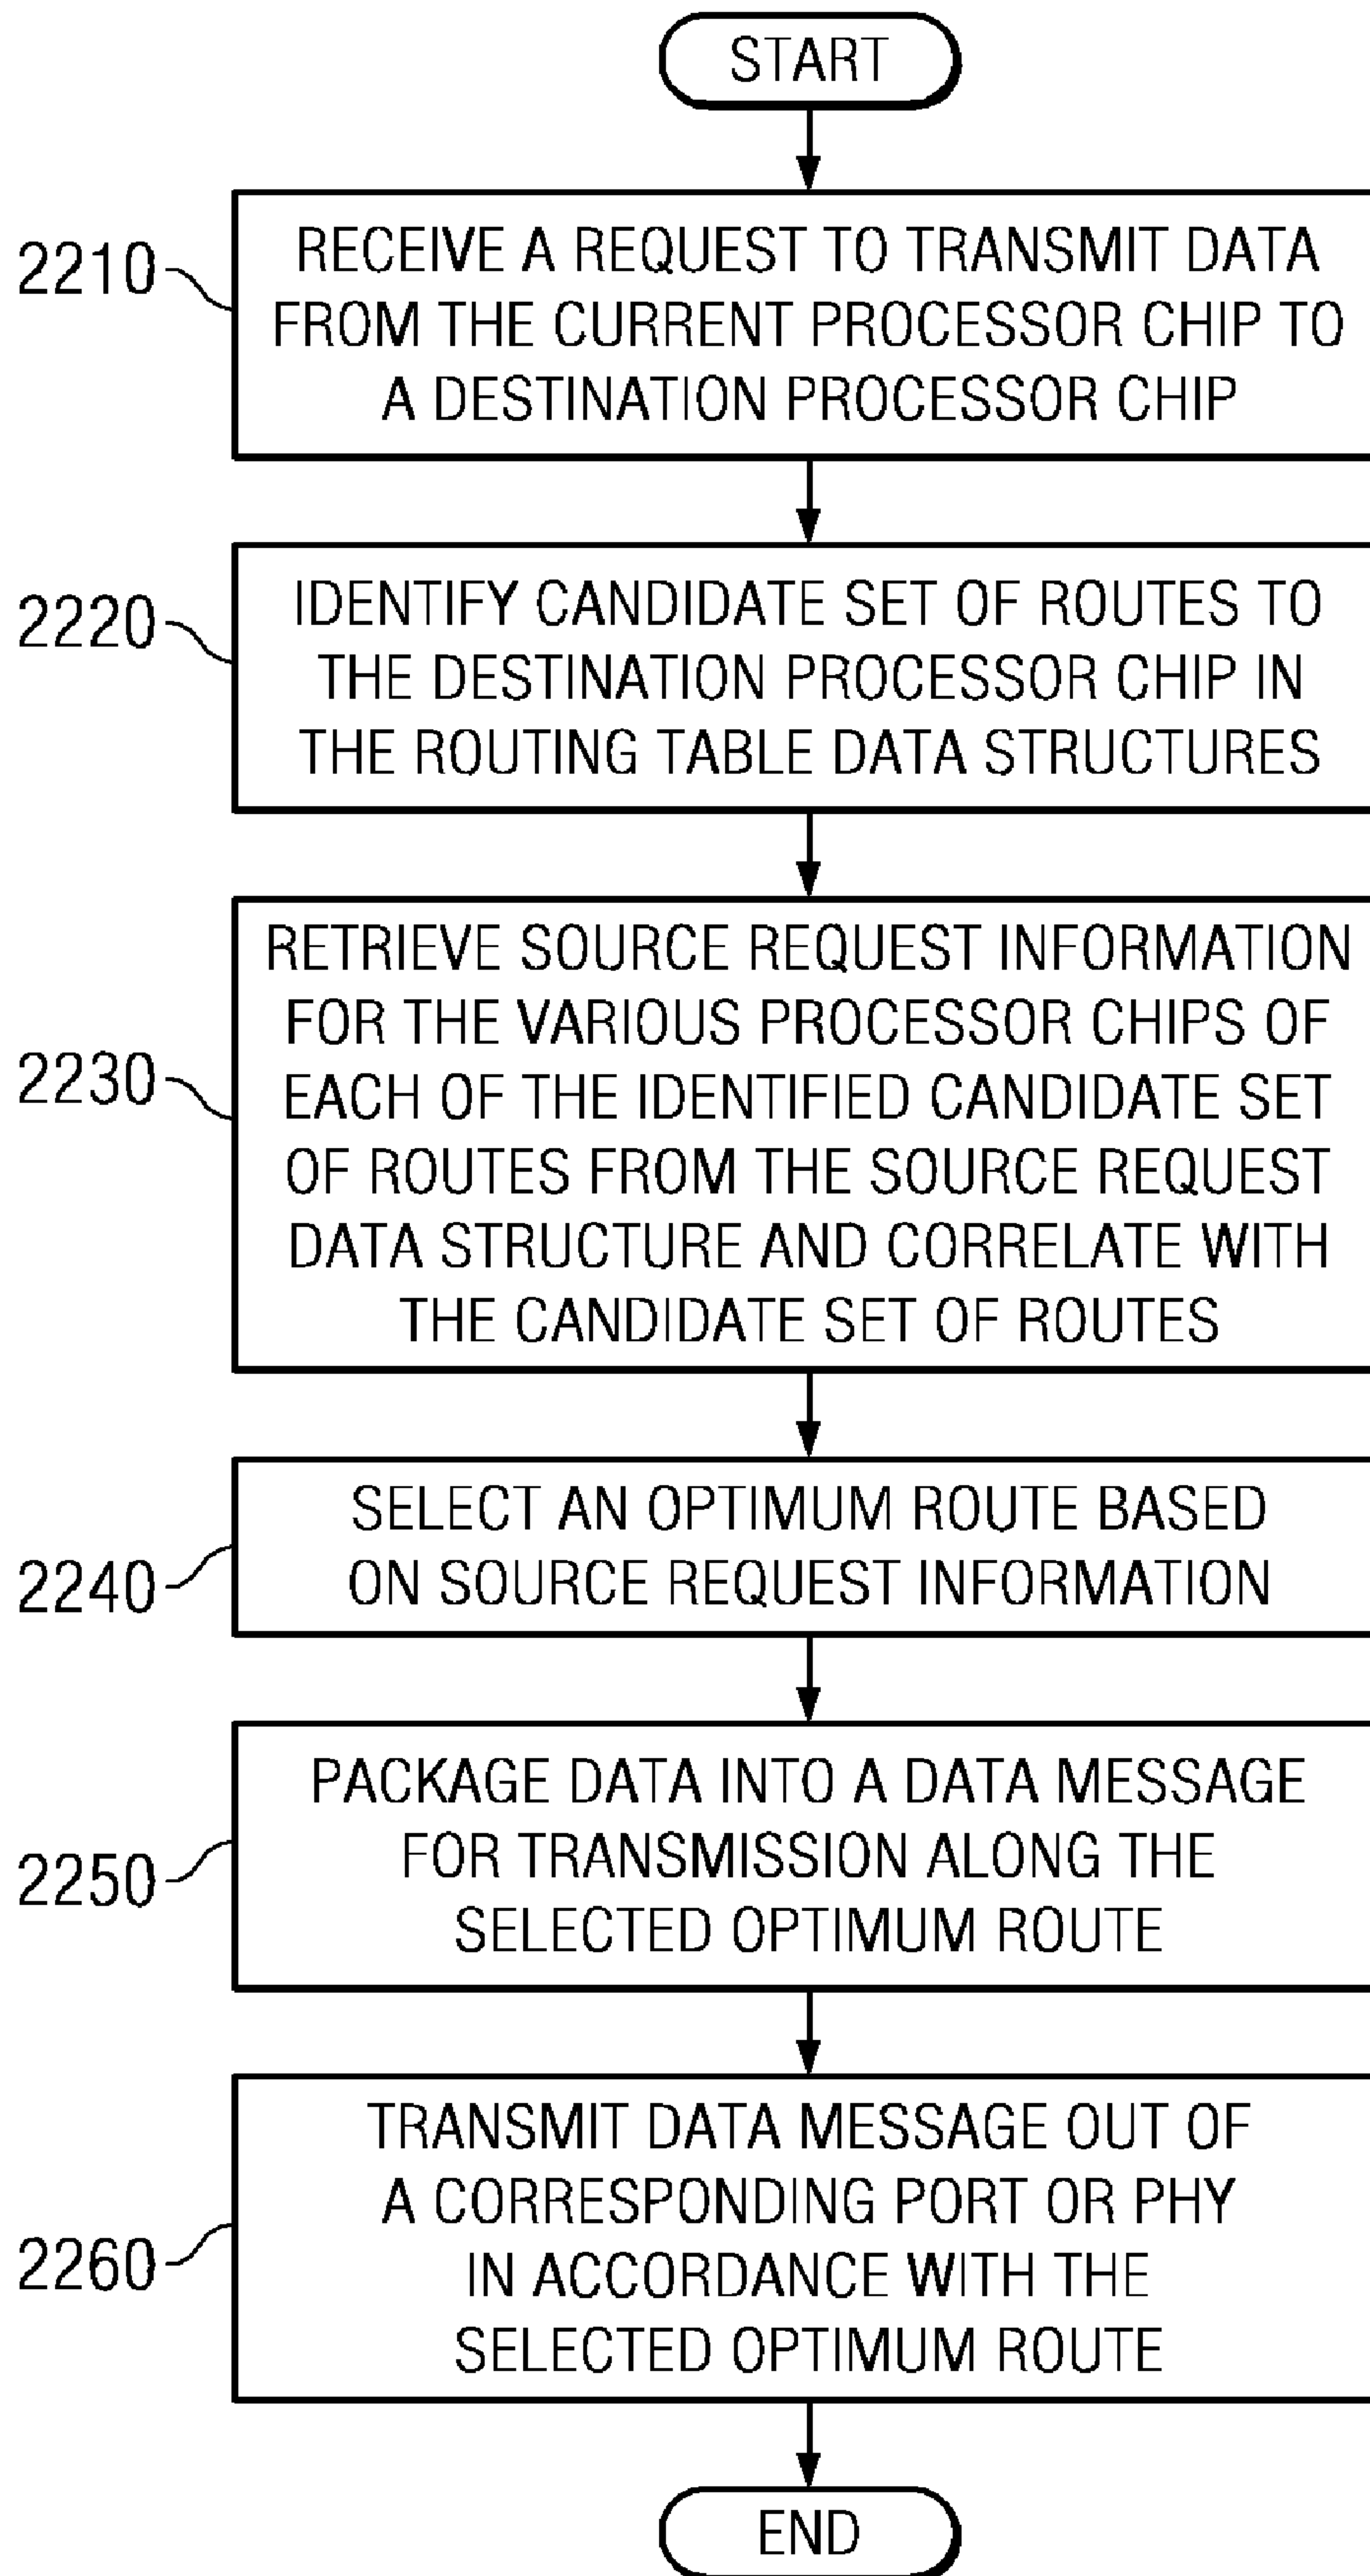 START
2210
RECEIVE A REQUEST TO TRANSMIT DATA
FROM THE CURRENT PROCESSOR CHIP TO
A DESTINATION PROCESSOR CHIP
2220
IDENTIFY CANDIDATE SET OF ROUTES TO
THE DESTINATION PROCESSOR CHIP IN
THE ROUTING TABLE DATA STRUCTURES
2230
RETRIEVE SOURCE REQUEST INFORMATION
FOR THE VARIOUS PROCESSOR CHIPS OF
EACH OF THE IDENTIFIED CANDIDATE SET
OF ROUTES FROM THE SOURCE REQUEST
DATA STRUCTURE AND CORRELATE WITH
THE CANDIDATE SET OF ROUTES
2240
SELECT AN OPTIMUM ROUTE BASED
ON SOURCE REQUEST INFORMATION
2250
PACKAGE DATA INTO A DATA MESSAGE
FOR TRANSMISSION ALONG THE
SELECTED OPTIMUM ROUTE
2260
TRANSMIT DATA MESSAGE OUT OF
A CORRESPONDING PORT OR PHY
IN ACCORDANCE WITH THE
SELECTED OPTIMUM ROUTE
END